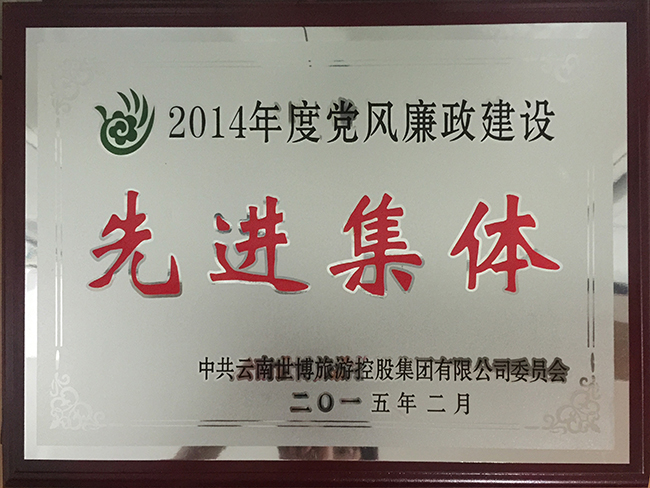 2014年度党风廉政建设
先进集体
中共云南世博旅游控股集团有限公司委员会
二〇一五年二月